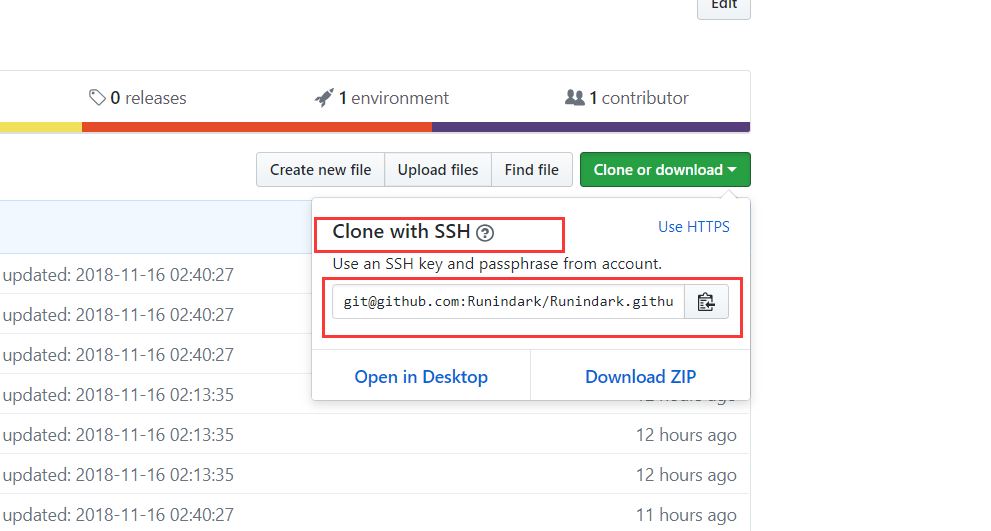 Edit
0 releases
1 environment
1 contributor
Create new file
Upload files
Find file
Clone or download
Clone with SSH
Use HTTPS
Use an SSH key and passphrase from account.
git@github.com:Runindark/Runindark.githu
Open in Desktop
Download ZIP
updated: 2018-11-16 02:40:27
updated: 2018-11-16 02:40:27
updated: 2018-11-16 02:40:27
updated: 2018-11-16 02:13:35 12 hours ago
updated: 2018-11-16 02:13:35 12 hours ago
updated: 2018-11-16 02:13:35 12 hours ago
updated: 2018-11-16 02:40:27 11 hours ago